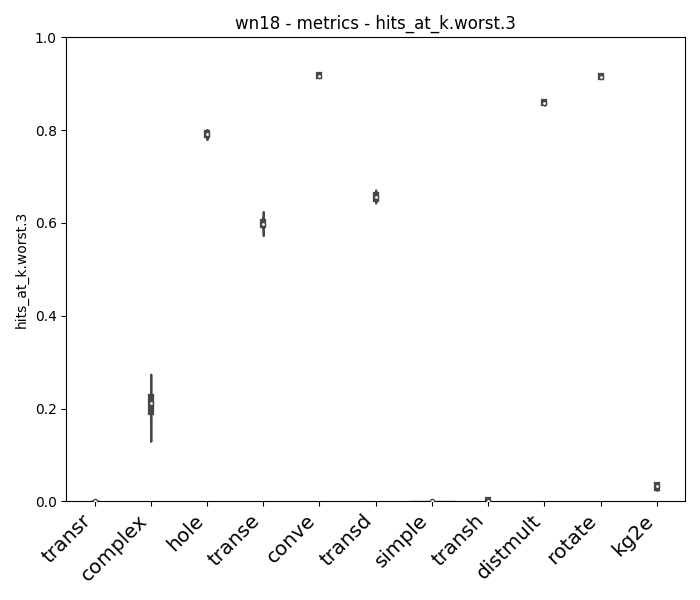 wn18 - metrics - hits_at_k.worst.3
hits_at_k.worst.3
1.0
0.8
0.6
0.4
0.2
0.0
transr
complex
hole
transe
conve
transd
simple
transh
distmult
rotate
kg2e